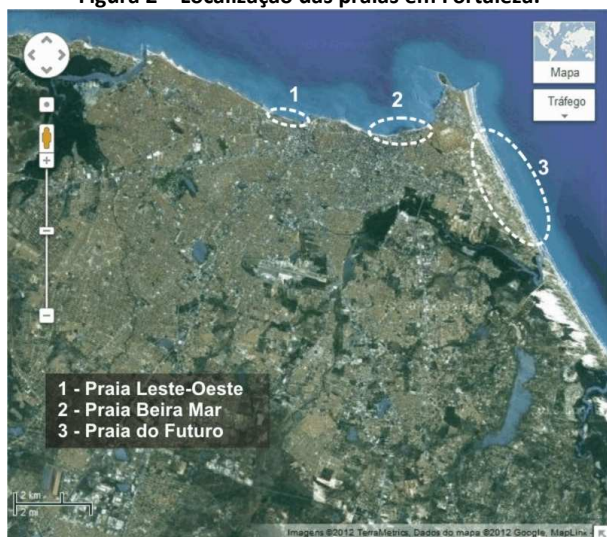 Figura 2 – Localização das praias em Fortaleza.
Mapa
Tráfego
1
2
3
1 - Praia Leste-Oeste
2 - Praia Beira Mar
3 - Praia do Futuro
2 km
2 mi
Imagens ©2012 TerraMetrics, Dados do mapa ©2012 Google, MapLink -